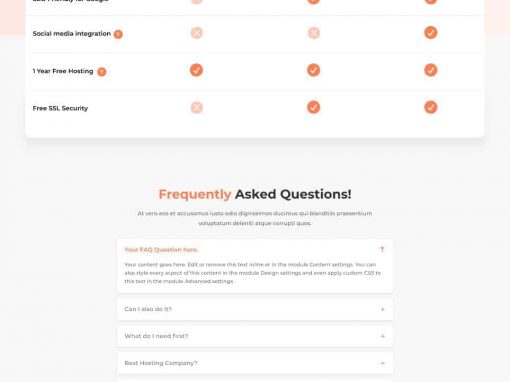 Social media integration ?
1 Year Free Hosting ?
Free SSL Security
Frequently Asked Questions!
At vero eos et accusamus iusto odio dignissimos ducimus qui blanditiis praesentium
voluptatum deleniti atque corrupti quos.
Your FAQ Question here.
Your content goes here. Edit or remove this text inline or in the module Content settings. You can
also style every aspect of this content in the module Design settings and even apply custom CSS to
this text in the module Advanced settings.
Can I also do it?
What do I need first?
Best Hosting Company?